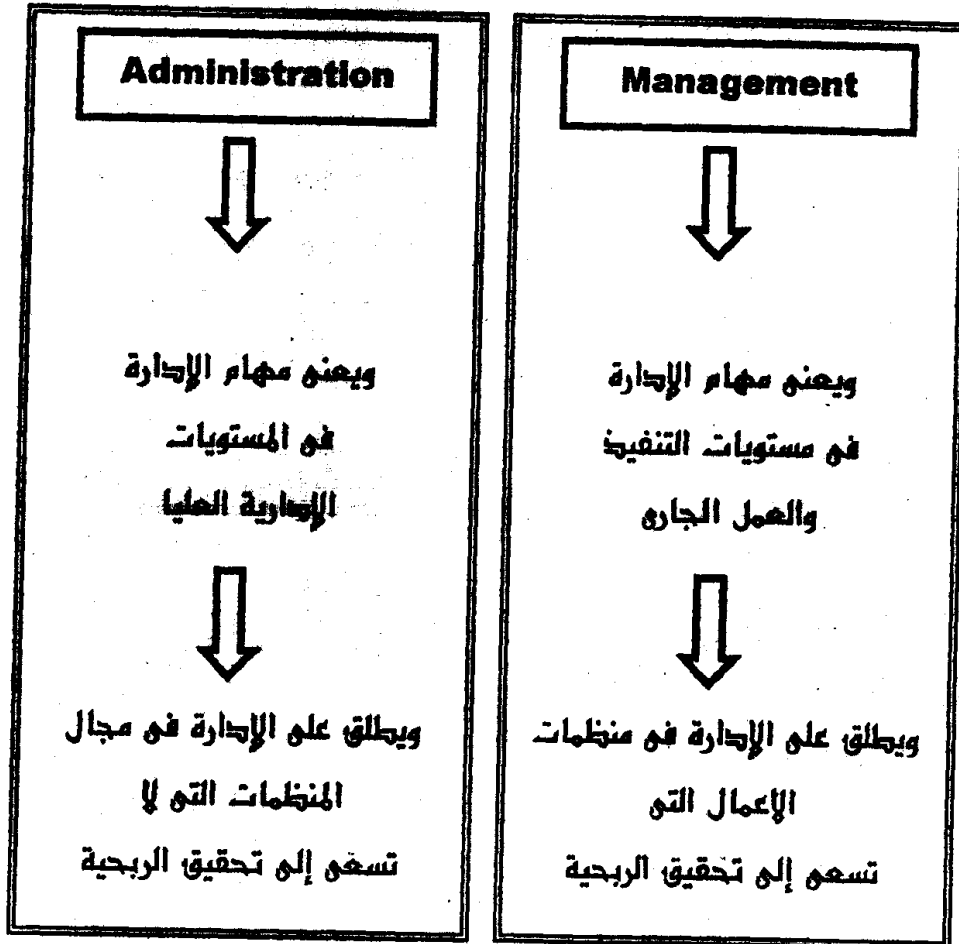 Administration
ويعنى مهام الإدارة
فى المستويات
الإدارية العليا
ويطلق على الإدارة فى مجال
المنظمات التى لا
تسعى إلى تحقيق الربحية
Management
ويعنى مهام الإدارة
فى مستويات التنفيذ
والعمل الجارى
ويطلق على الإدارة فى منظمات
الاعمال التى
تسعى إلى تحقيق الربحية